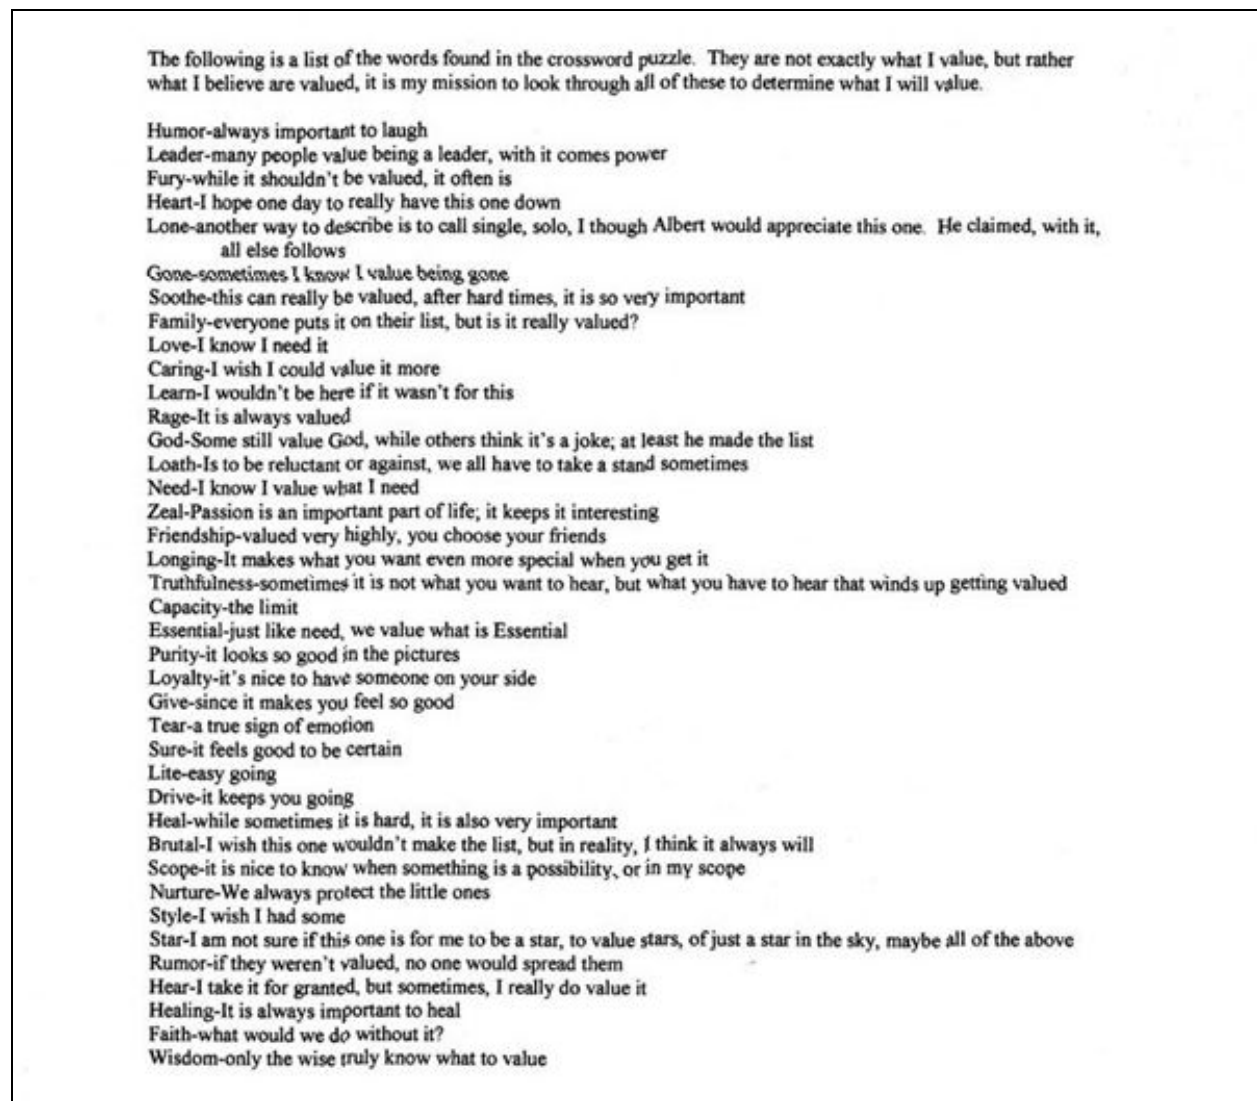 The following is a list of the words found in the crossword puzzle. They are not exactly what I value, but rather
what I believe are valued, it is my mission to look through all of these to determine what I will value.
Humor-always important to laugh
Leader-many people value being a leader, with it comes power
Fury-while it shouldn't be valued, it often is
Heart-I hope one day to really have this one down
Lone-another way to describe is to call single, solo, I though Albert would appreciate this one. He claimed, with it,
all else follows
Gone-sometimes I know I value being gone
Soothe-this can really be valued, after hard times, it is so very important
Family-everyone puts it on their list, but is it really valued?
Love-I know I need it
Caring-I wish I could value it more
Learn-I wouldn't be here if it wasn't for this
Rage-It is always valued
God-Some still value God, while others think it's a joke; at least he made the list
Loath-Is to be reluctant or against, we all have to take a stand sometimes
Need-I know I value what I need
Zeal-Passion is an important part of life; it keeps it interesting
Friendship-valued very highly, you choose your friends
Longing-It makes what you want even more special when you get it
Truthfulness-sometimes it is not what you want to hear, but what you have to hear that winds up getting valued
Capacity-the limit
Essential-just like need, we value what is Essential
Purity-it looks so good in the pictures
Loyalty-it's nice to have someone on your side
Give-since it makes you feel so good
Tear-a true sign of emotion
Sure-it feels good to be certain
Lite-easy going
Drive-it keeps you going
Heal-while sometimes it is hard, it is also very important
Brutal-I wish this one wouldn't make the list, but in reality, I think it always will
Scope-it is nice to know when something is a possibility, or in my scope
Nurture-We always protect the little ones
Style-I wish I had some
Star-I am not sure if this one is for me to be a star, to value stars, of just a star in the sky, maybe all of the above
Rumor-if they weren't valued, no one would spread them
Hear-I take it for granted, but sometimes, I really do value it
Healing-It is always important to heal
Faith-what would we do without it?
Wisdom-only the wise truly know what to value